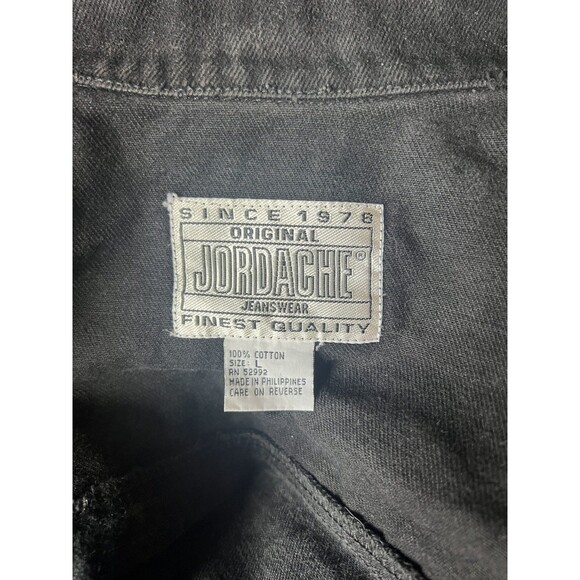 SINCE 1978
ORIGINAL
JORDACHE®
JEANSWEAR
FINEST QUALITY
100% COTTON
SIZE: L
RN 52992
MADE IN PHILIPPINES
CARE ON REVERSE